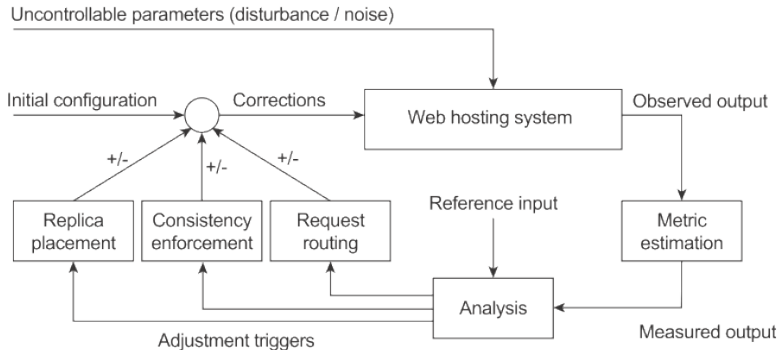 Uncontrollable parameters (disturbance / noise)
Initial configuration
Corrections
Web hosting system
Observed output
+/-
+/-
+/-
Reference input
Replica
placement
Consistency
enforcement
Request
routing
Metric
estimation
Analysis
Adjustment triggers
Measured output